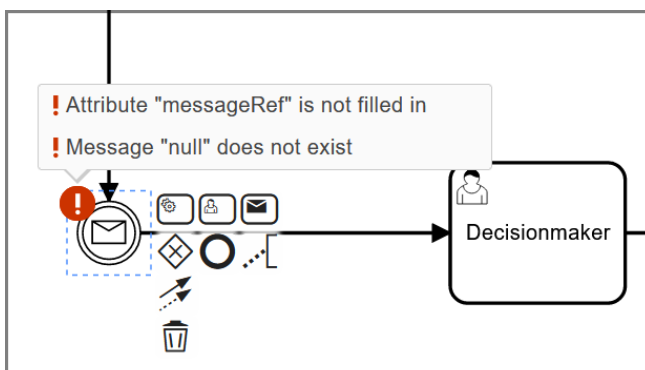 Attribute "messageRef" is not filled in
Message "null" does not exist
Decisionmaker